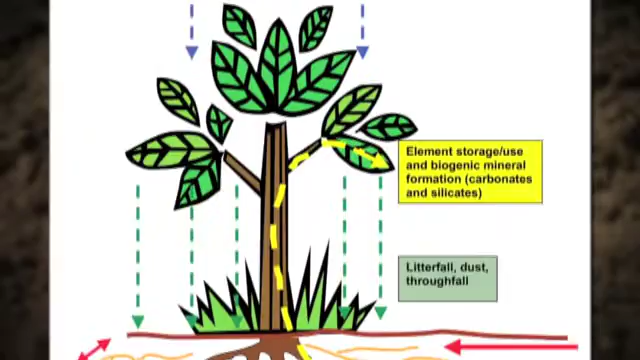 Element storage/use
and biogenic mineral
formation (carbonates
and silicates)
Litterfall, dust,
throughfall